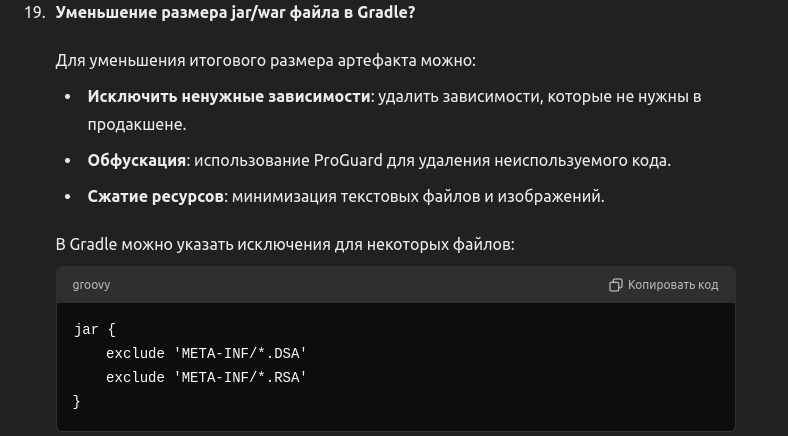 19. Уменьшение размера jar/war файла в Gradle?
Для уменьшения итогового размера артефакта можно:
• Исключить ненужные зависимости: удалить зависимости, которые не нужны в
продакшене.
• Обфускация: использование ProGuard для удаления неиспользуемого кода.
• Сжатие ресурсов: минимизация текстовых файлов и изображений.
В Gradle можно указать исключения для некоторых файлов:
groovy Копировать код
jar {
    exclude 'META-INF/*.DSA'
    exclude 'META-INF/*.RSA'
}